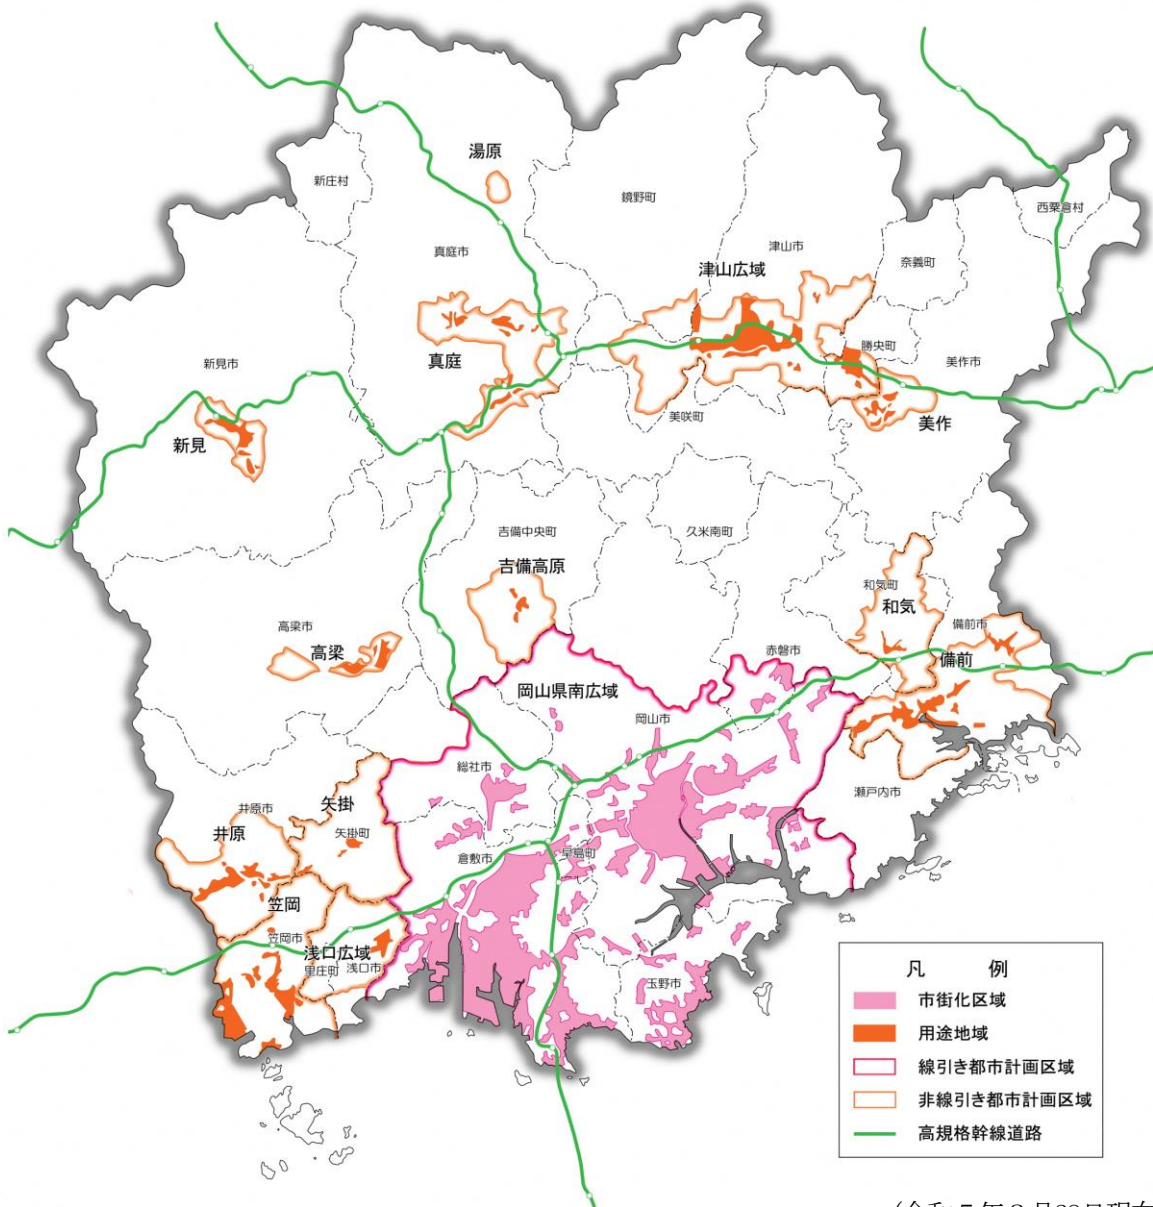 湯原
新庄村
鏡野町
西粟倉村
真庭市
津山市
津山広域
奈義町
新見市
真庭
勝央町
美作市
美咲町
美作
新見
吉備中央町
久米南町
吉備高原
和気町
和気
高梁市
高梁
備前市
備前
赤磐市
岡山県南広域
岡山市
総社市
瀬戸内市
井原市
矢掛
井原
矢掛町
倉敷市
早島町
笠岡
笠岡市
浅口広域
里庄町
浅口市
玉野市
凡 例
市街化区域
用途地域
線引き都市計画区域
非線引き都市計画区域
高規格幹線道路